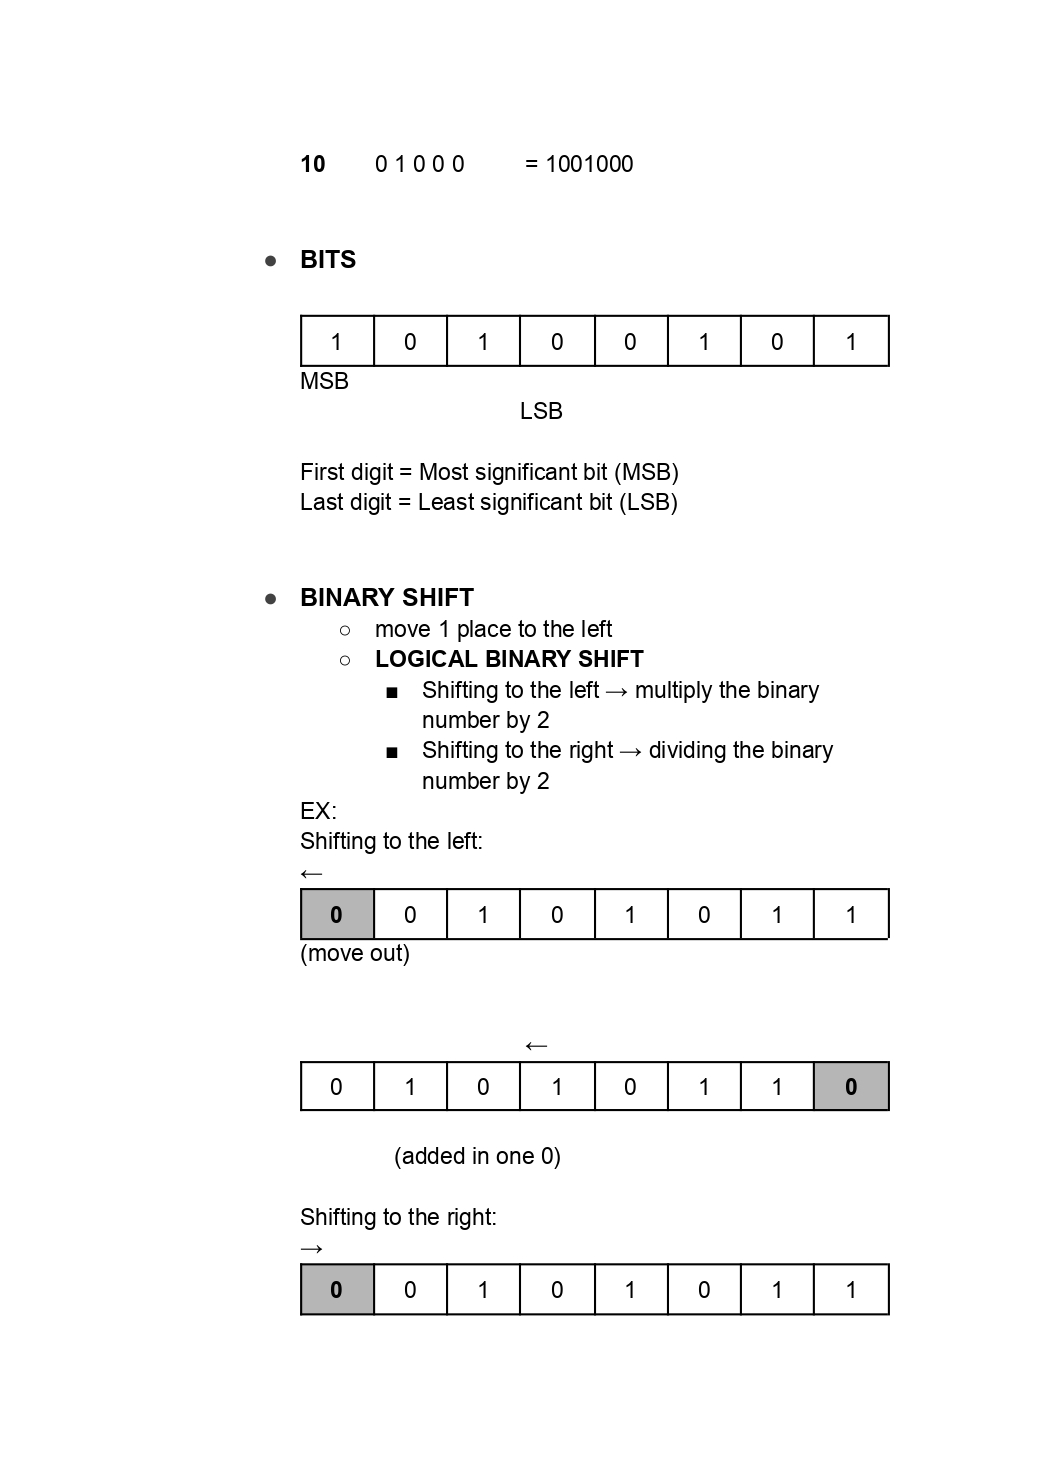 10 0 1 0 0 0 = 1001000
● BITS
1 0 1 0 0 1 0 1
MSB
LSB
First digit = Most significant bit (MSB)
Last digit = Least significant bit (LSB)
● BINARY SHIFT
○ move 1 place to the left
○ LOGICAL BINARY SHIFT
■ Shifting to the left → multiply the binary
number by 2
■ Shifting to the right → dividing the binary
number by 2
EX:
Shifting to the left:
←
0 0 1 0 1 0 1 1
(move out)
←
0 1 0 1 0 1 1 0
(added in one 0)
Shifting to the right:
→
0 0 1 0 1 0 1 1